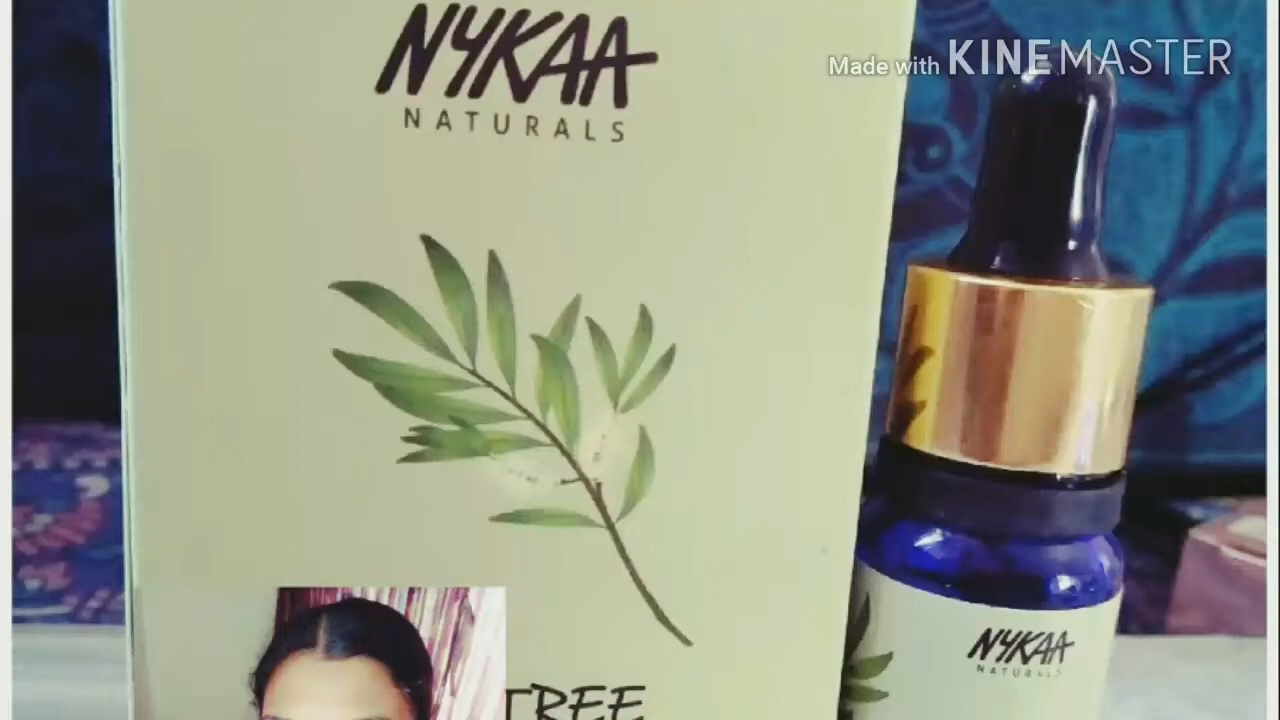 NYKAA
NATURALS
Made with KINEMASTER
TREE
NYKAA
NATURALS